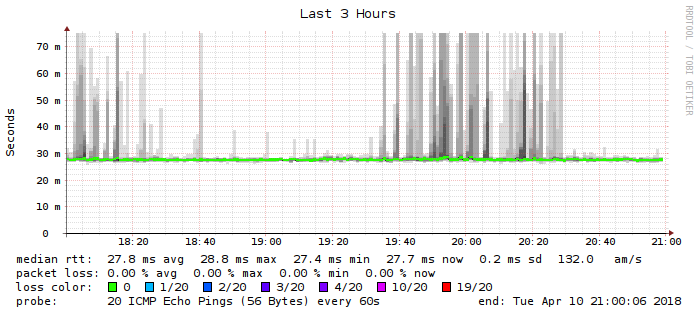 Last 3 Hours
RRDTOOL / TOBI OETIKER
Seconds
70 m
60 m
50 m
40 m
30 m
20 m
10 m
0
18:20 18:40 19:00 19:20 19:40 20:00 20:20 20:40 21:00
median rtt: 27.8 ms avg 28.8 ms max 27.4 ms min 27.7 ms now 0.2 ms sd 132.0 am/s
packet loss: 0.00 % avg 0.00 % max 0.00 % min 0.00 % now
loss color: 0 1/20 2/20 3/20 4/20 10/20 19/20
probe: 20 ICMP Echo Pings (56 Bytes) every 60s end: Tue Apr 10 21:00:06 2018